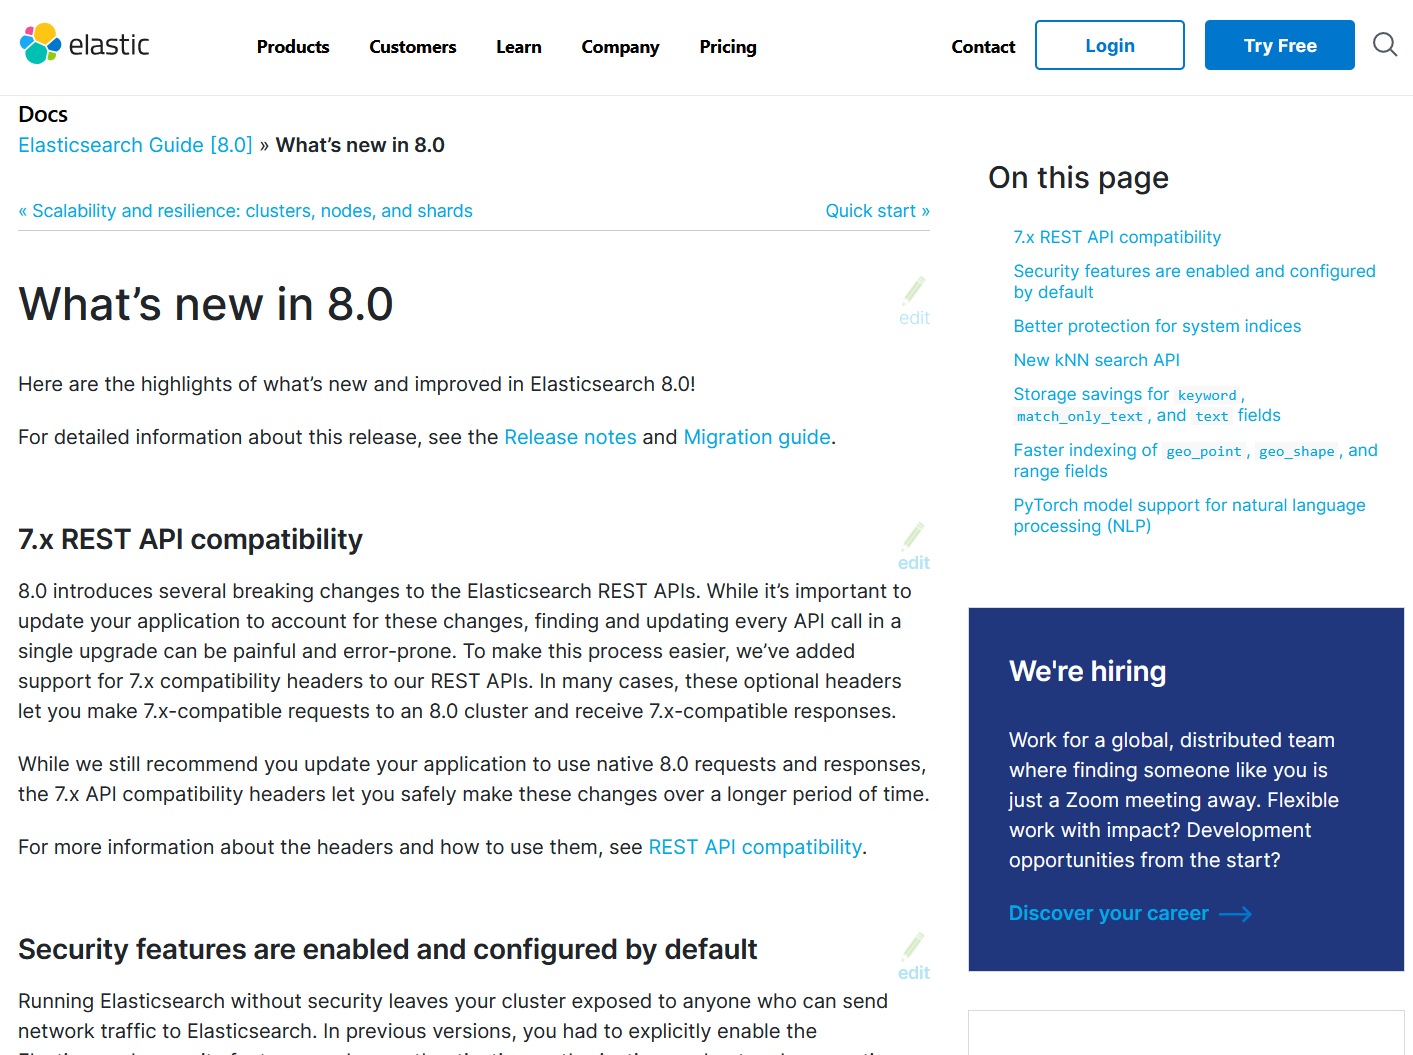 elastic
Products Customers Learn Company Pricing
Contact Login Try Free
Docs
Elasticsearch Guide [8.0] » What’s new in 8.0
« Scalability and resilience: clusters, nodes, and shards
Quick start »
What’s new in 8.0
edit
Here are the highlights of what’s new and improved in Elasticsearch 8.0!
For detailed information about this release, see the Release notes and Migration guide.
7.x REST API compatibility
edit
8.0 introduces several breaking changes to the Elasticsearch REST APIs. While it’s important to
update your application to account for these changes, finding and updating every API call in a
single upgrade can be painful and error-prone. To make this process easier, we’ve added
support for 7.x compatibility headers to our REST APIs. In many cases, these optional headers
let you make 7.x-compatible requests to an 8.0 cluster and receive 7.x-compatible responses.
While we still recommend you update your application to use native 8.0 requests and responses,
the 7.x API compatibility headers let you safely make these changes over a longer period of time.
For more information about the headers and how to use them, see REST API compatibility.
Security features are enabled and configured by default
edit
Running Elasticsearch without security leaves your cluster exposed to anyone who can send
network traffic to Elasticsearch. In previous versions, you had to explicitly enable the
On this page
7.x REST API compatibility
Security features are enabled and configured
by default
Better protection for system indices
New kNN search API
Storage savings for keyword,
match_only_text, and text fields
Faster indexing of geo_point, geo_shape, and
range fields
PyTorch model support for natural language
processing (NLP)
We're hiring
Work for a global, distributed team
where finding someone like you is
just a Zoom meeting away. Flexible
work with impact? Development
opportunities from the start?
Discover your career